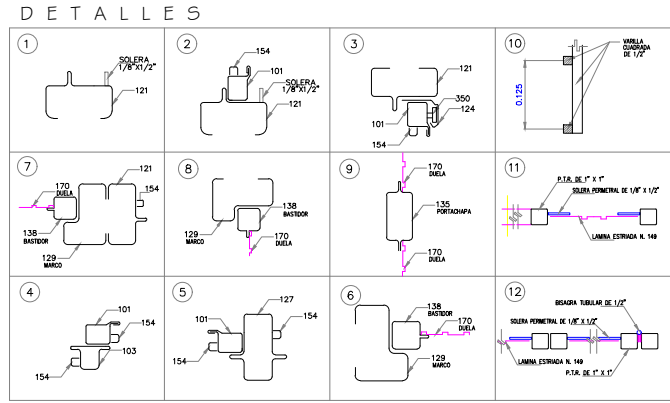 DETALLES
1
SOLERA
1/8"X1/2"
121
2
154
101
SOLERA
1/8"X1/2"
121
3
121
350
124
101
154
10
VARILLA
CUADRADA
DE 1/2"
0.125
7
170
DUELA
121
154
138
BASTIDOR
129
MARCO
8
138
BASTIDOR
129
MARCO
170
DUELA
9
170
DUELA
135
PORTACHAPA
170
DUELA
11
P.T.R. DE 1" X 1"
SOLERA PERIMETRAL DE 1/8" X 1/2"
LAMINA ESTRIADA N. 149
4
101
154
103
154
5
127
101
154
154
6
138
BASTIDOR
170
DUELA
129
MARCO
12
BISAGRA TUBULAR DE 1/2"
SOLERA PERIMETRAL DE 1/8" X 1/2"
LAMINA ESTRIADA N. 149
P.T.R. DE 1" X 1"